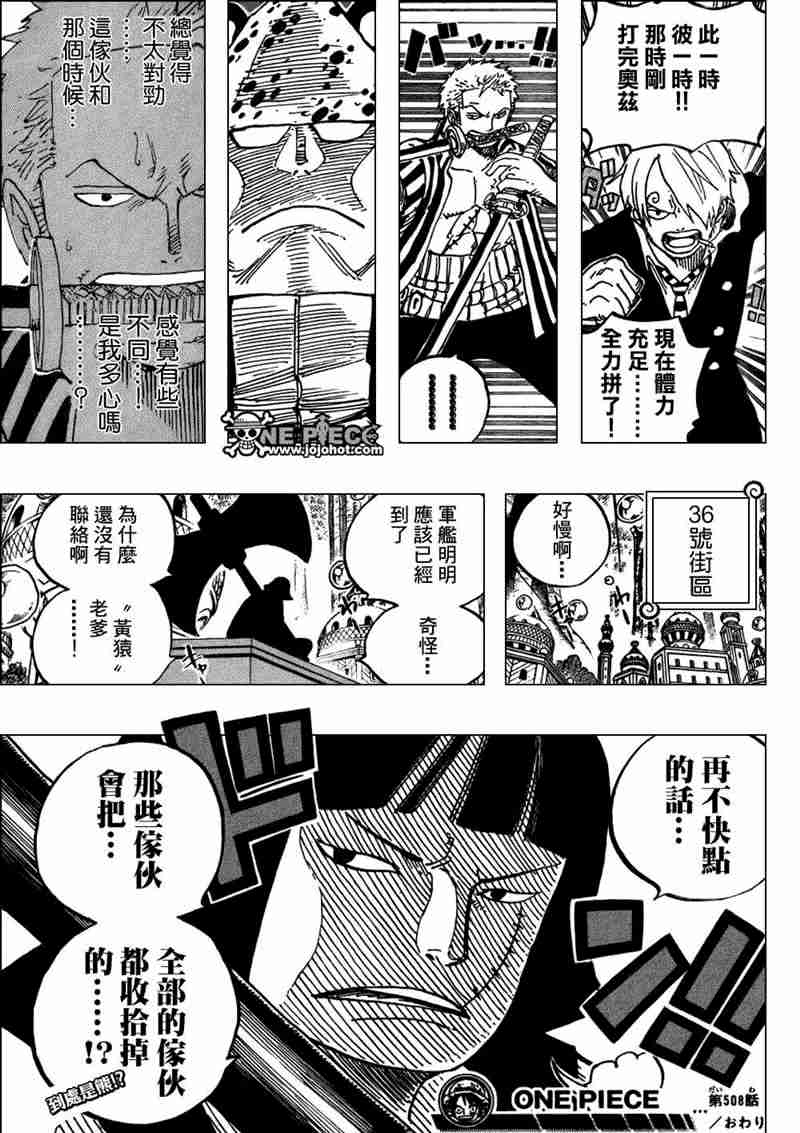 此一時
彼一時!!
那時剛
打完奧茲
現在體力
充足………
全力拼了!
…………
總覺得
不太對勁
……
這傢伙和
那個時候…
感覺有些
不同…!
是我多心嗎
………?
ONE PIECE
www.jojohot.com
36號街區
好慢啊…
軍艦明明
應該已經
到了
奇怪…
為什麼
還沒有
聯絡啊
〝黃猿〞
老爹
……!
再不快點
的話…
那些傢伙
會把…
全部的傢伙
都收拾掉
的……!?
到處是熊!?
ONE PIECE
第508話
だい わ
…
／おわり